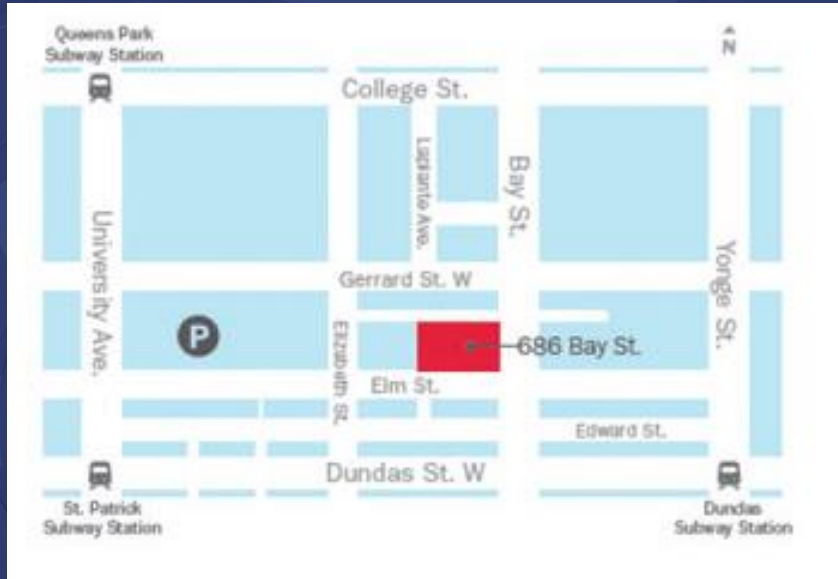 Queens Park
Subway Station
N
College St.
Laplante Ave.
Bay St.
University Ave.
Yonge St.
Gerrard St. W
P
Elizabeth St.
686 Bay St.
Elm St.
Edward St.
Dundas St. W
St. Patrick
Subway Station
Dundas
Subway Station